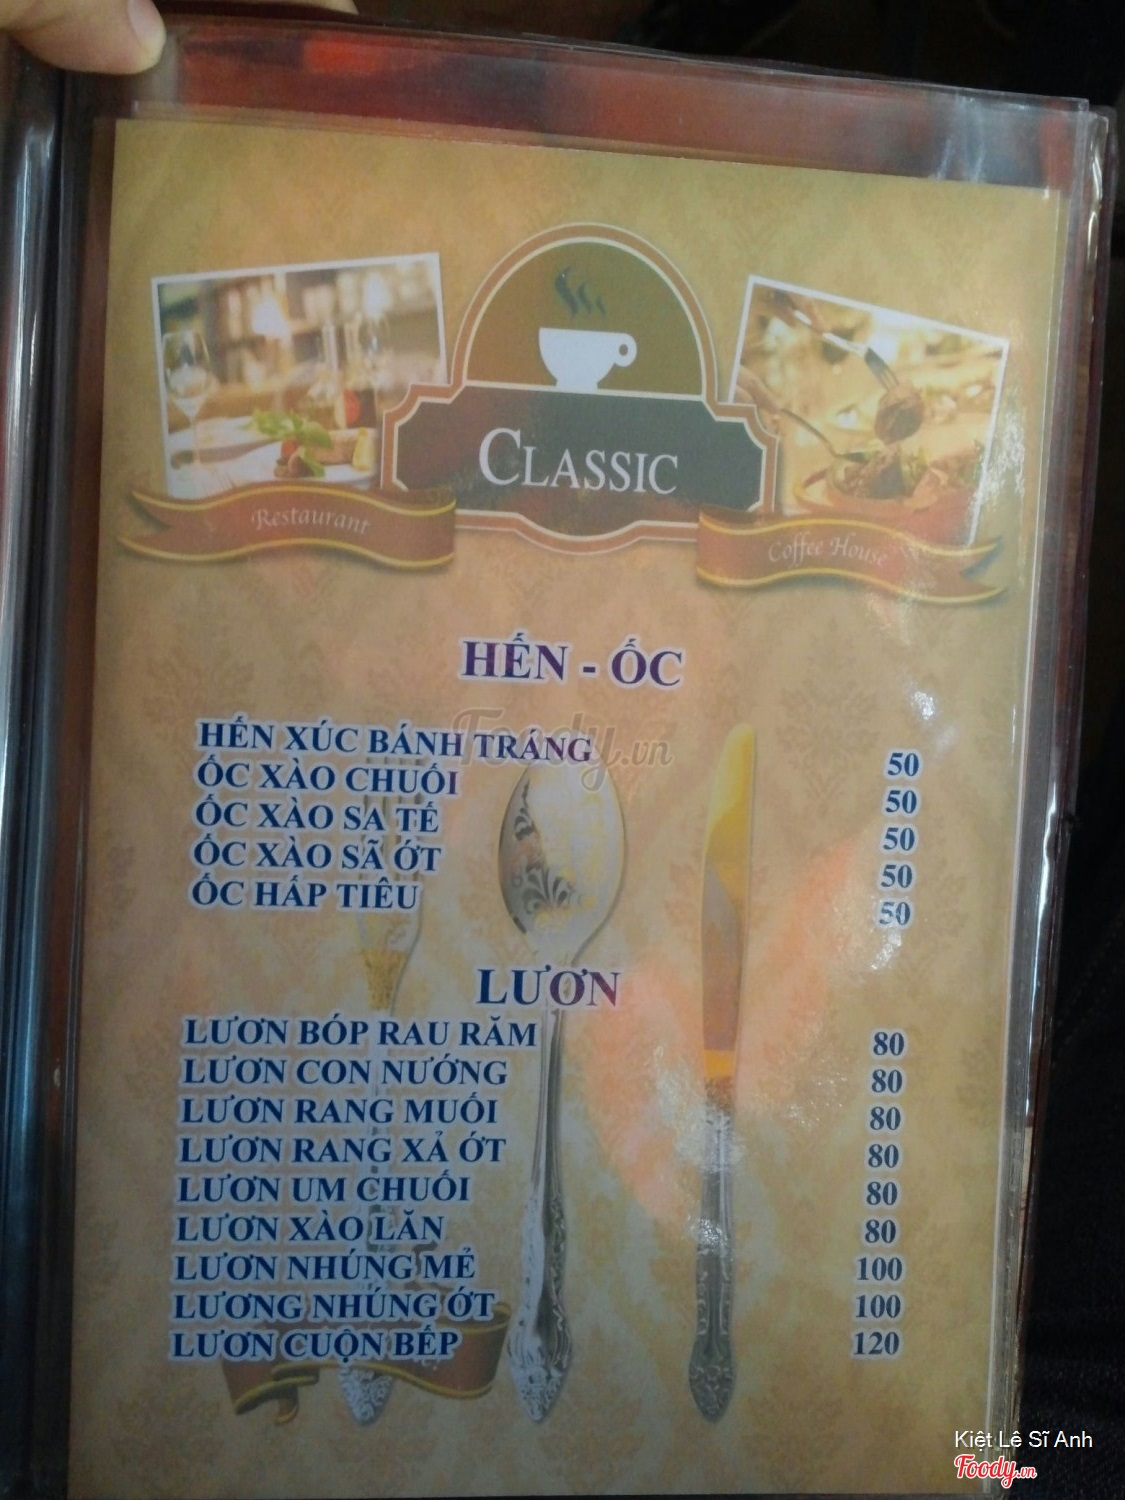 CLASSIC
Restaurant
Coffee House
HẾN - ỐC
HẾN XÚC BÁNH TRÁNG 50
ỐC XÀO CHUỐI 50
ỐC XÀO SA TẾ 50
ỐC XÀO SÃ ỚT 50
ỐC HẤP TIÊU 50
Foody.vn
LƯƠN
LƯƠN BÓP RAU RĂM 80
LƯƠN CON NƯỚNG 80
LƯƠN RANG MUỐI 80
LƯƠN RANG XẢ ỚT 80
LƯƠN UM CHUỐI 80
LƯƠN XÀO LĂN 80
LƯƠN NHÚNG MẺ 100
LƯƠNG NHÚNG ỚT 100
LƯƠN CUỘN BẾP 120
Kiệt Lê Sĩ Anh
Foody.vn